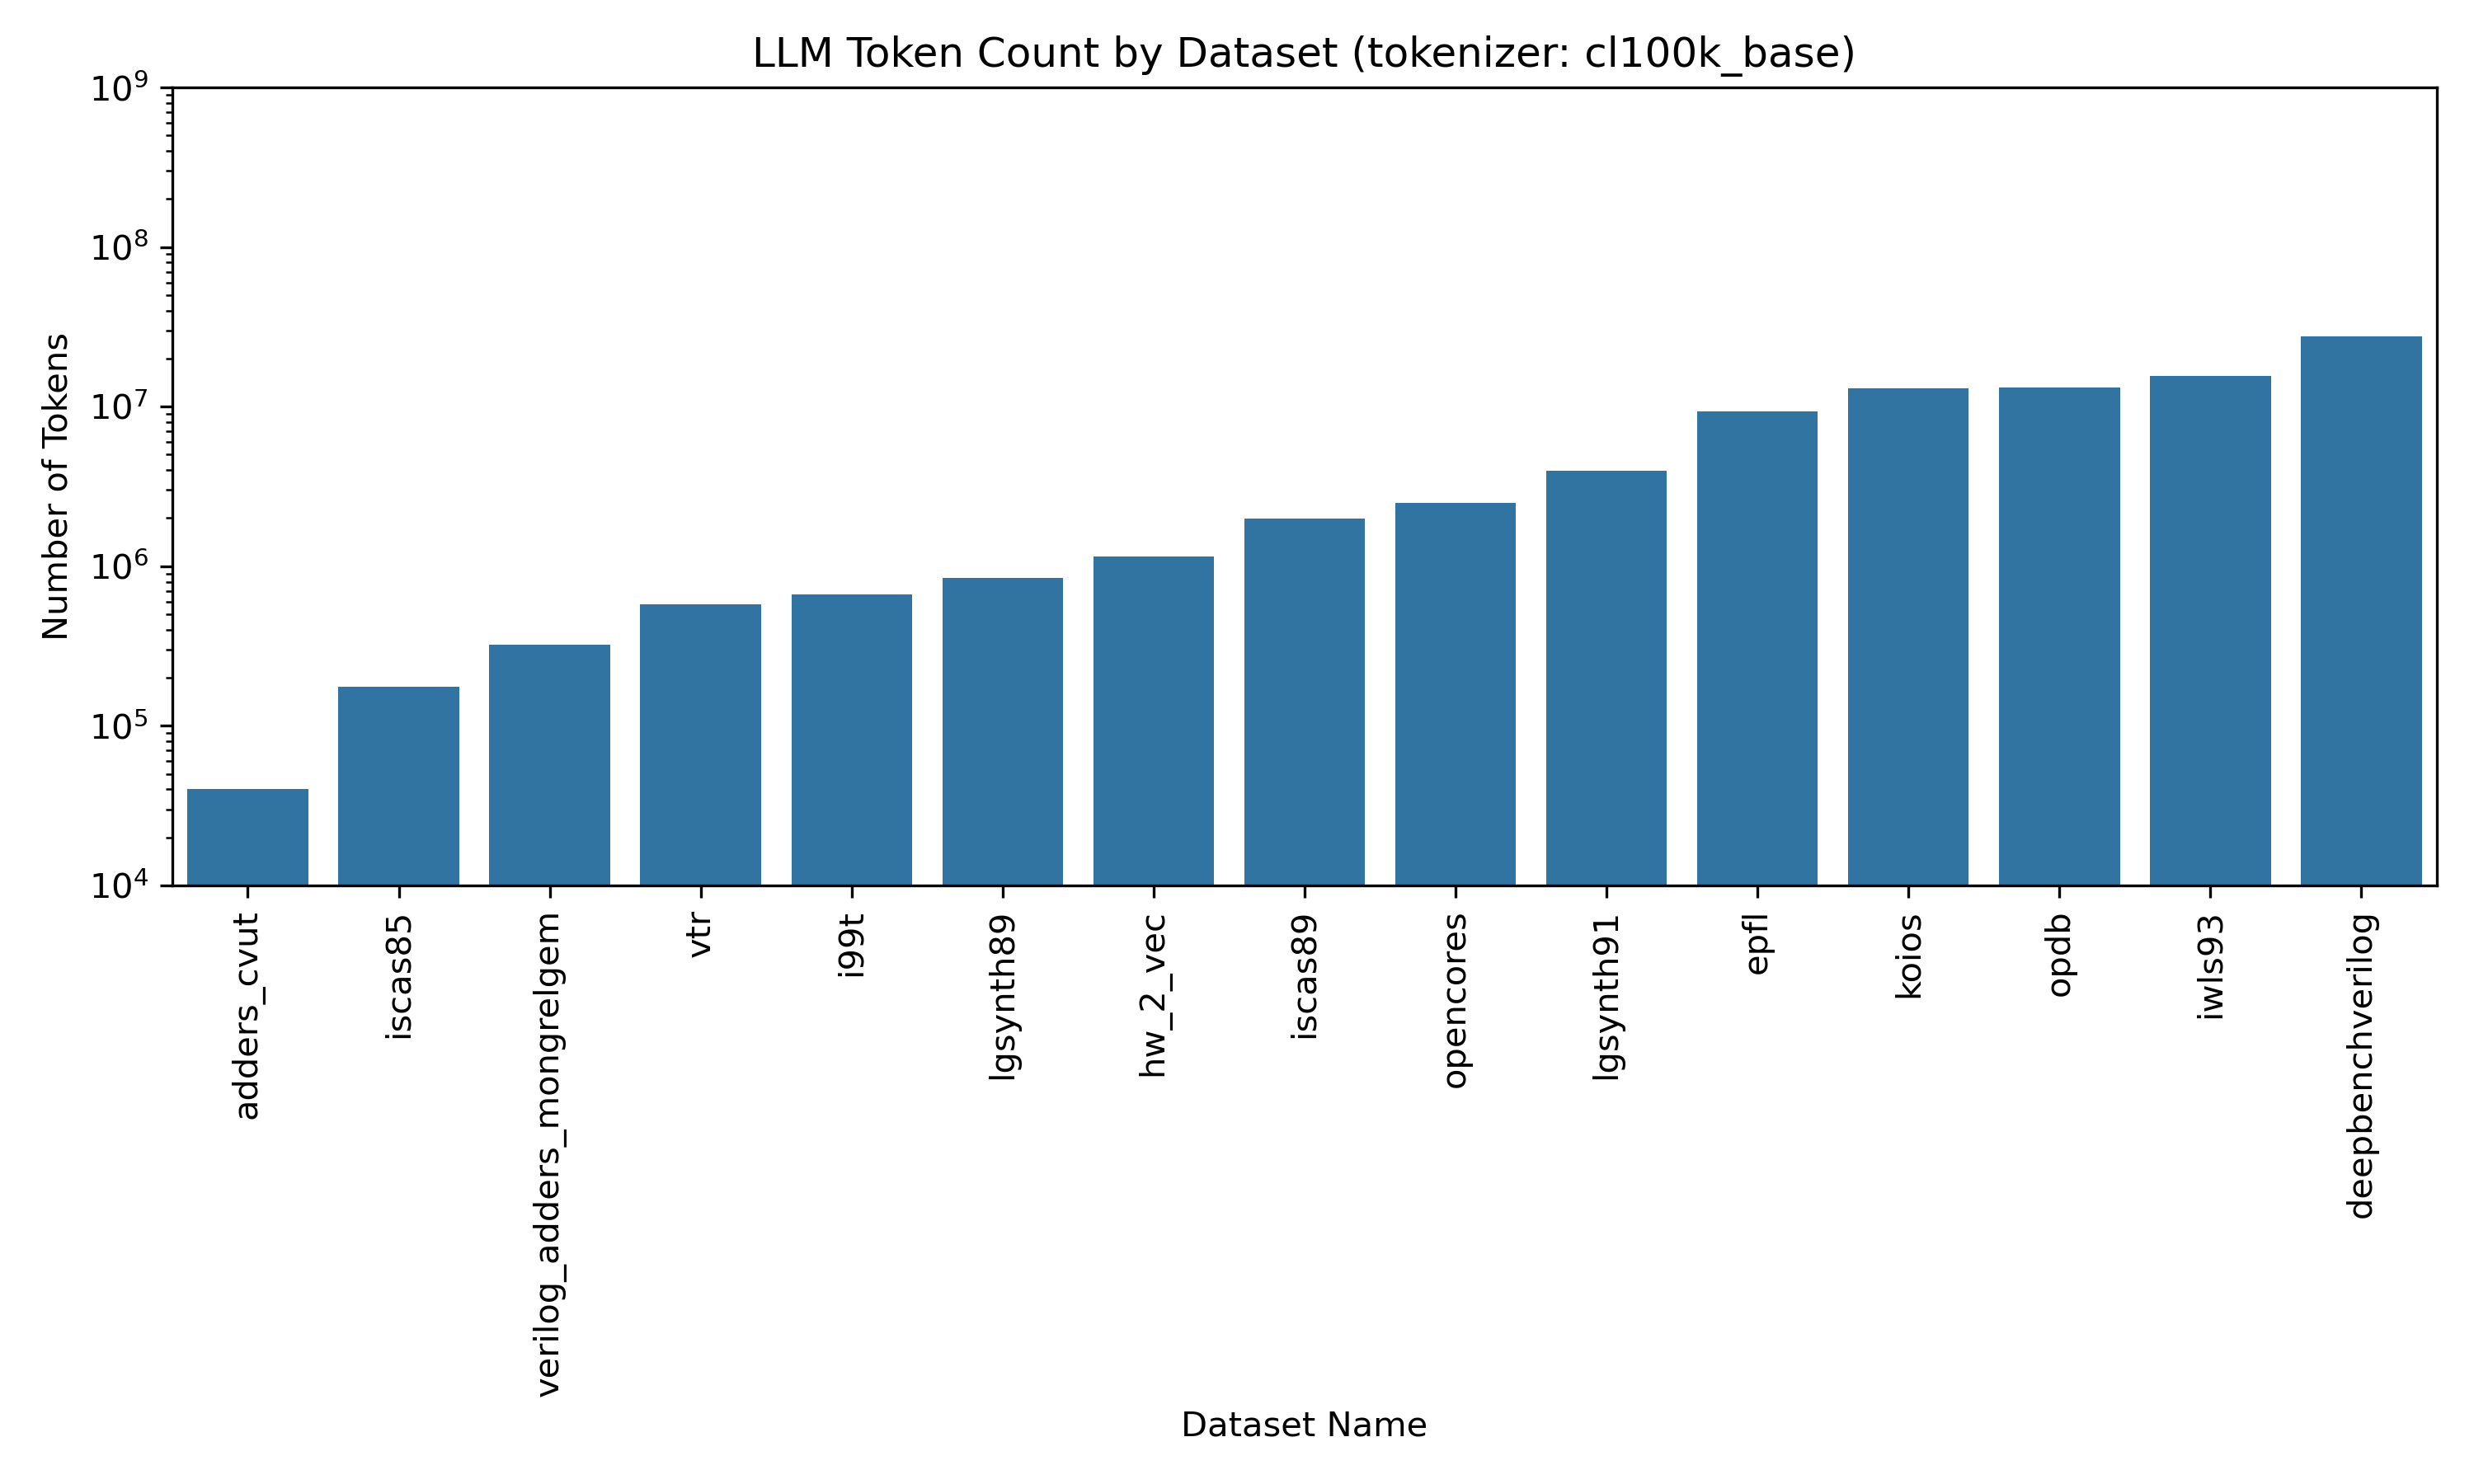 LLM Token Count by Dataset (tokenizer: cl100k_base)
Number of Tokens
10⁹
10⁸
10⁷
10⁶
10⁵
10⁴
adders_cvut
iscas85
verilog_adders_mongrelgem
vtr
i99t
lgsynth89
hw_2_vec
iscas89
opencores
lgsynth91
epfl
koios
opdb
iwls93
deepbenchverilog
Dataset Name